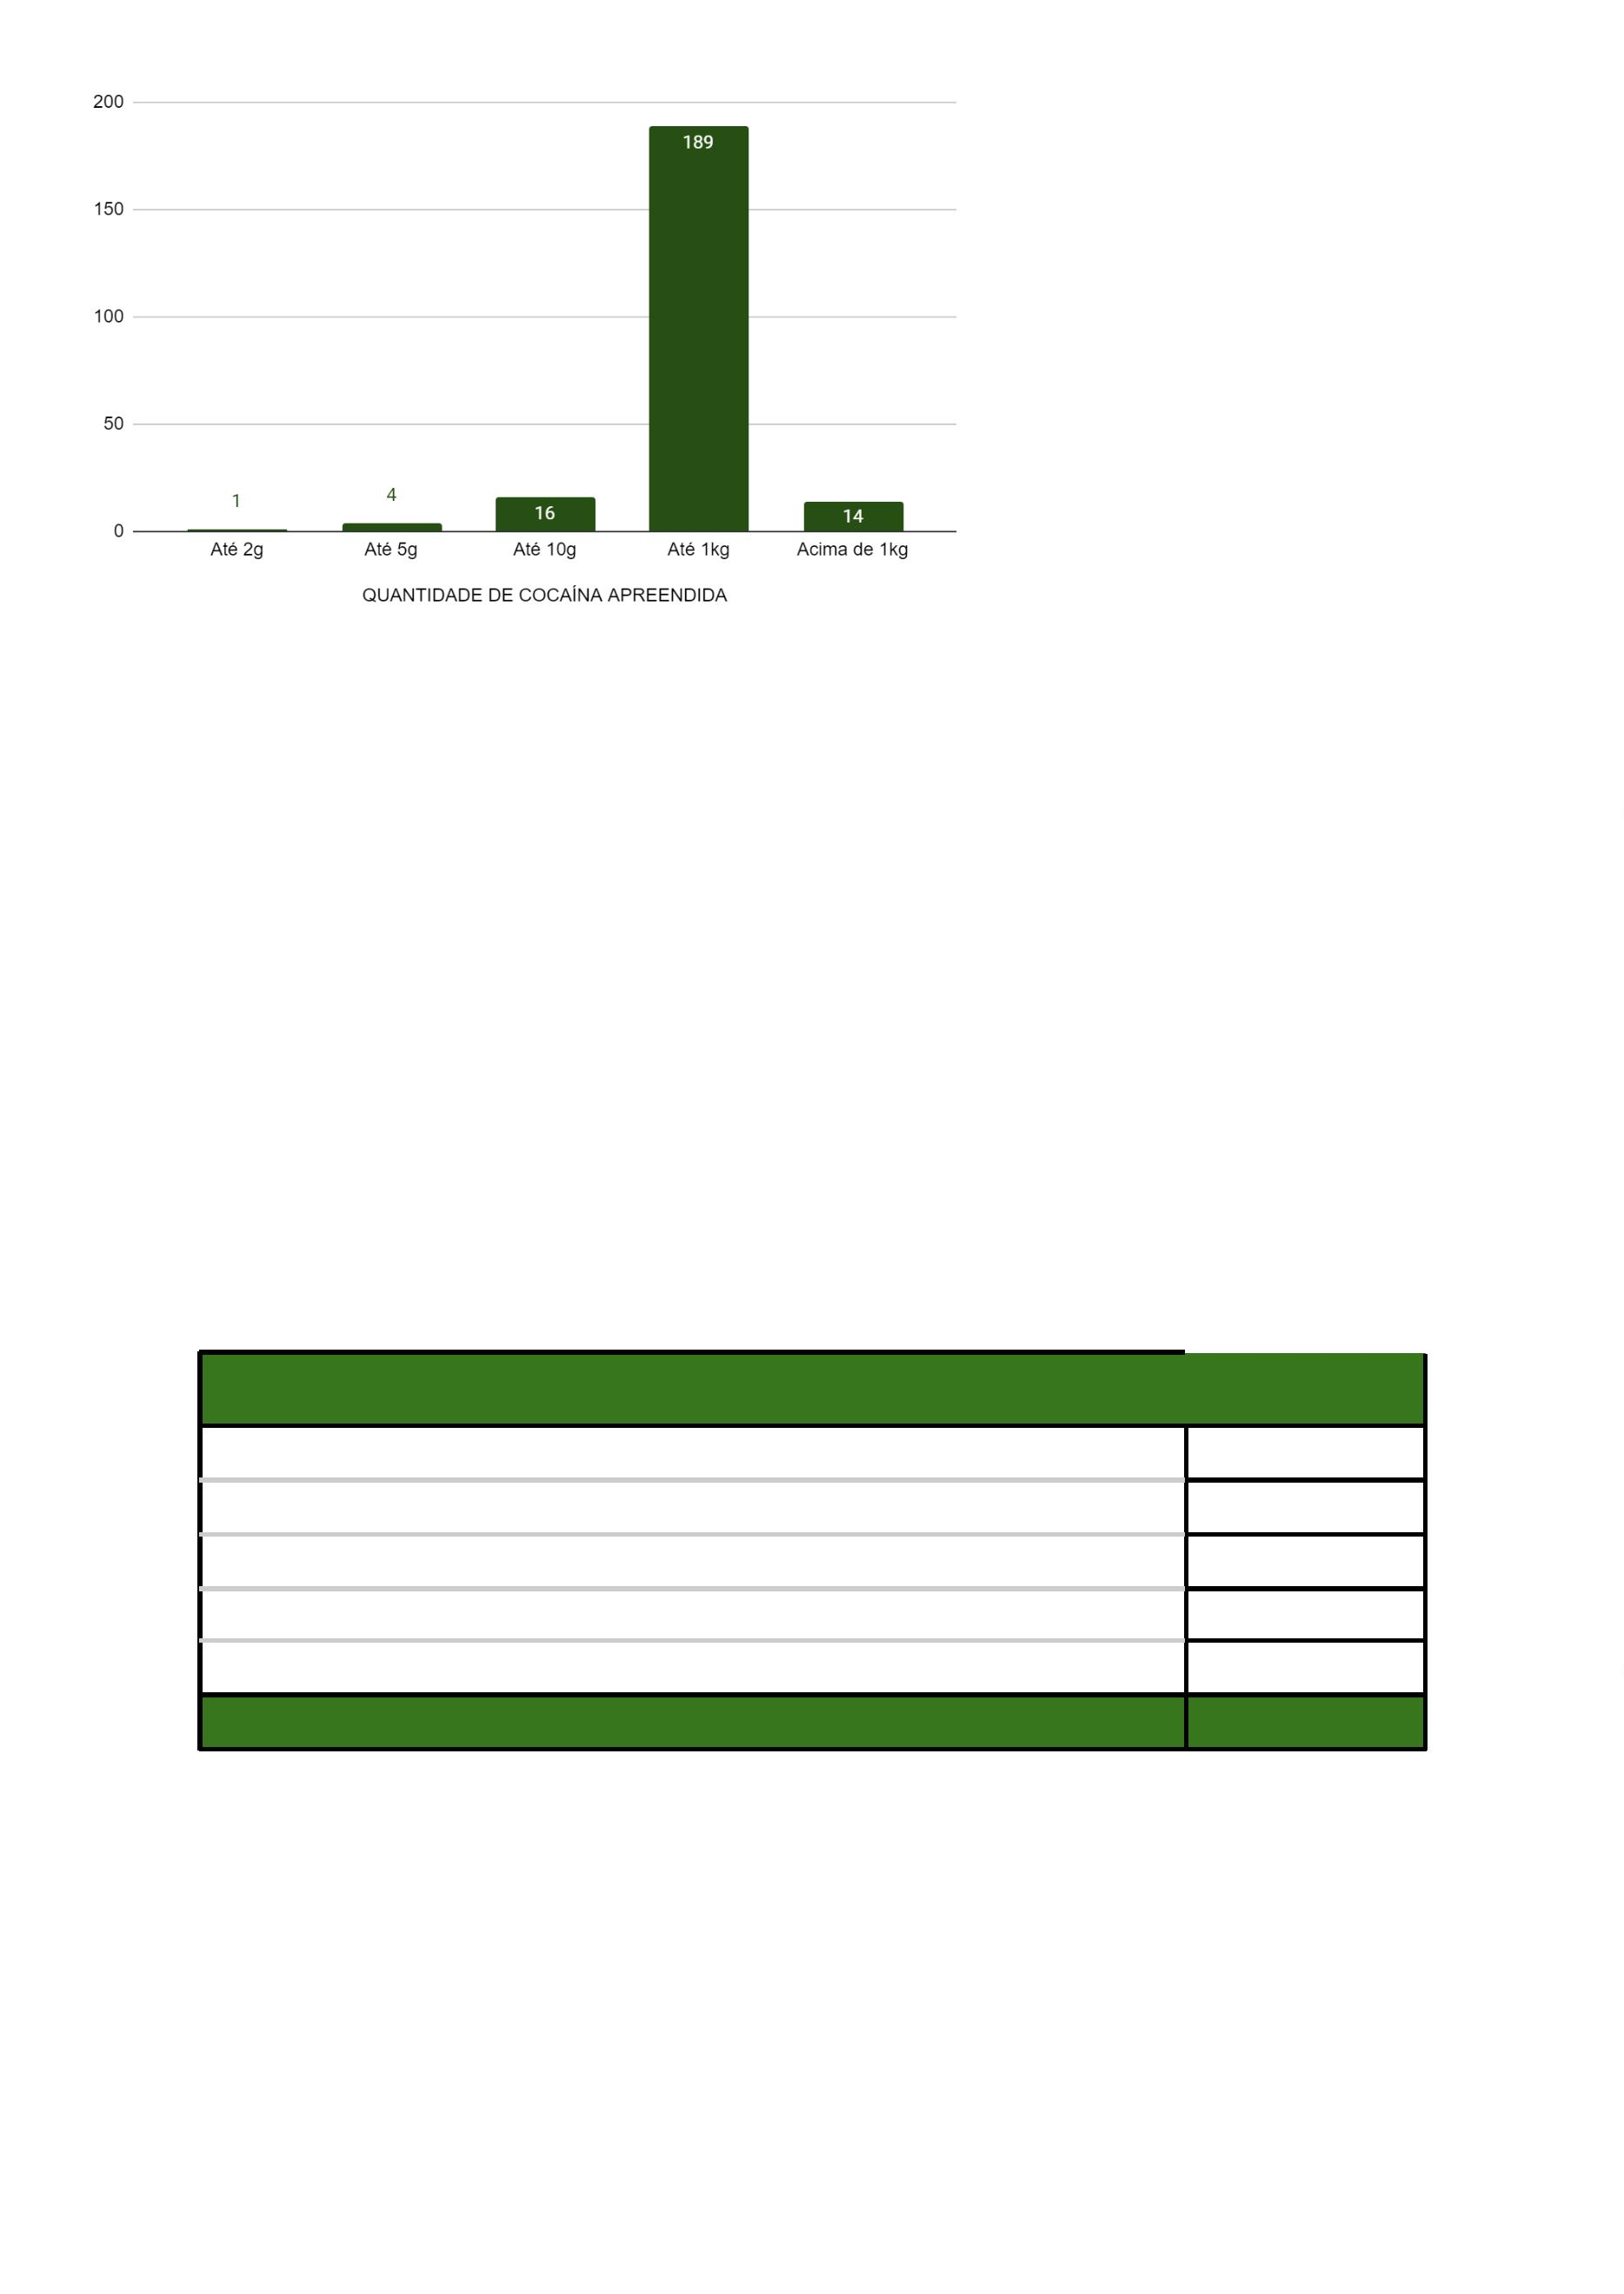 200
189
150
100
50
1 4 16 14
0
Até 2g Até 5g Até 10g Até 1kg Acima de 1kg
QUANTIDADE DE COCAÍNA APREENDIDA